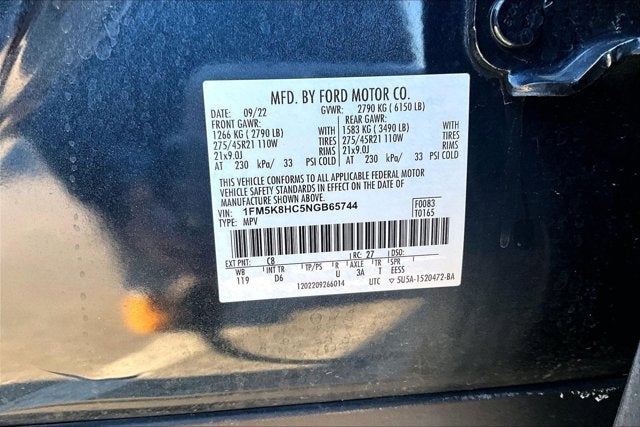 MFD. BY FORD MOTOR CO.
DATE: 09/22 GVWR: 2790 KG ( 6150 LB)
FRONT GAWR: REAR GAWR:
1266 KG ( 2790 LB) WITH 1583 KG ( 3490 LB) WITH
275/45R21 110W TIRES 275/45R21 110W TIRES
21x9.0J RIMS 21x9.0J RIMS
AT 230 kPa/ 33 PSI COLD AT 230 kPa/ 33 PSI COLD
THIS VEHICLE CONFORMS TO ALL APPLICABLE FEDERAL MOTOR
VEHICLE SAFETY STANDARDS IN EFFECT ON THE DATE OF
MANUFACTURE SHOWN ABOVE.
VIN: 1FM5K8HC5NGB65744 F0083
TYPE: MPV T0165
EXT PNT: C8 RC: 27 DSO:
WB INT TR TP/PS R AXLE TR SPR
119 D6 U 3A T EESS
1202209266014 UTC ▽ 5U5A-1520472-BA